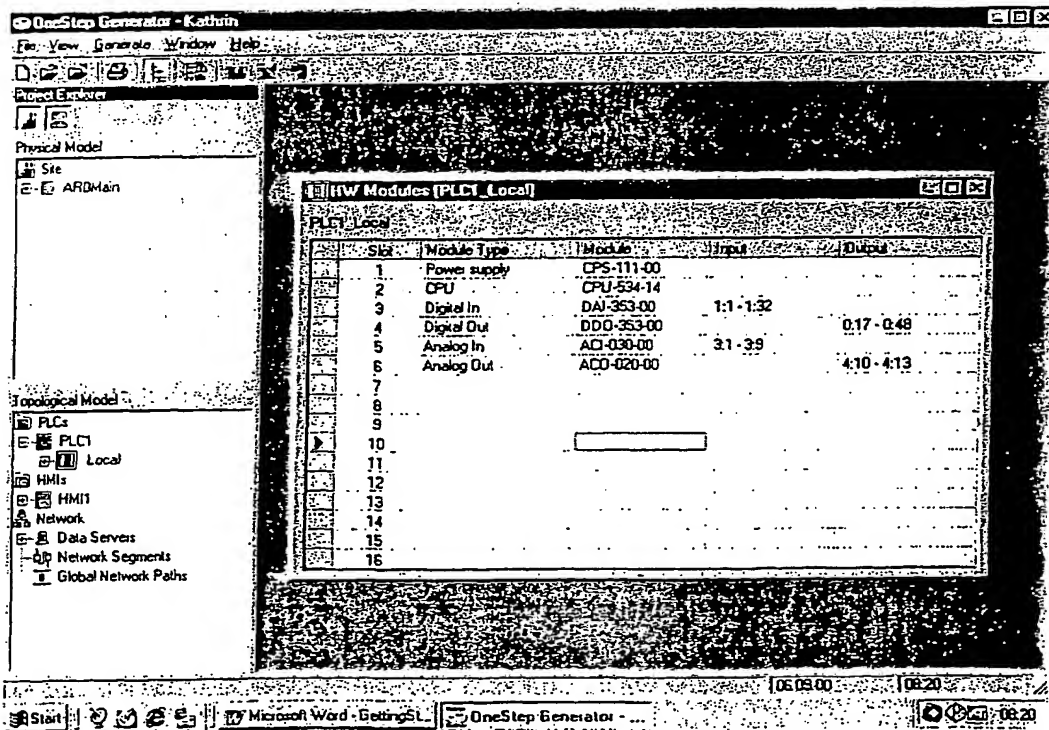 OneStep Generator - Kathrin
File View Generate Window Help
Project Explorer
Physical Model
Site
ARDMain
HW Modules [PLC1_Local]
PLC1_Local
Slot Module Type Module Input Output
1 Power supply CPS-111-00
2 CPU CPU-534-14
3 Digital In DAI-353-00 1:1 - 1:32
4 Digital Out DDO-353-00 0:17 - 0:48
5 Analog In ACI-030-00 3:1 - 3:9
6 Analog Out ACO-020-00 4:10 - 4:13
7
8
9
10
11
12
13
14
15
16
Topological Model
PLCs
PLC1
Local
HMIs
HMI1
Network
Data Servers
Network Segments
Global Network Paths
06.09.00 08:20
Start Microsoft Word - GettingSt... OneStep Generator - ... 08:20